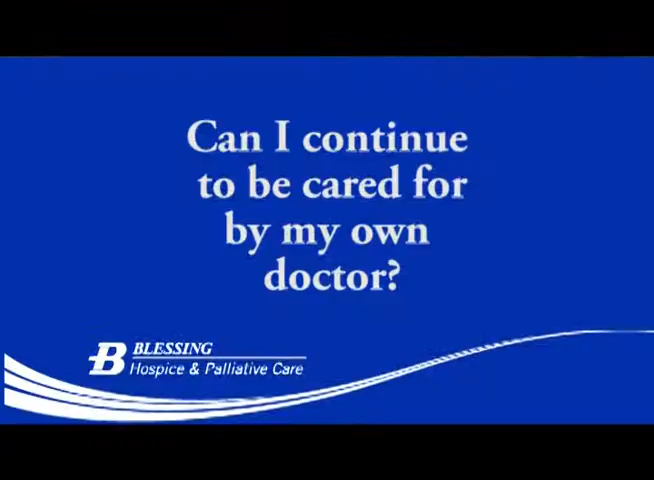 Can I continue
to be cared for
by my own
doctor?
B BLESSING
Hospice & Palliative Care